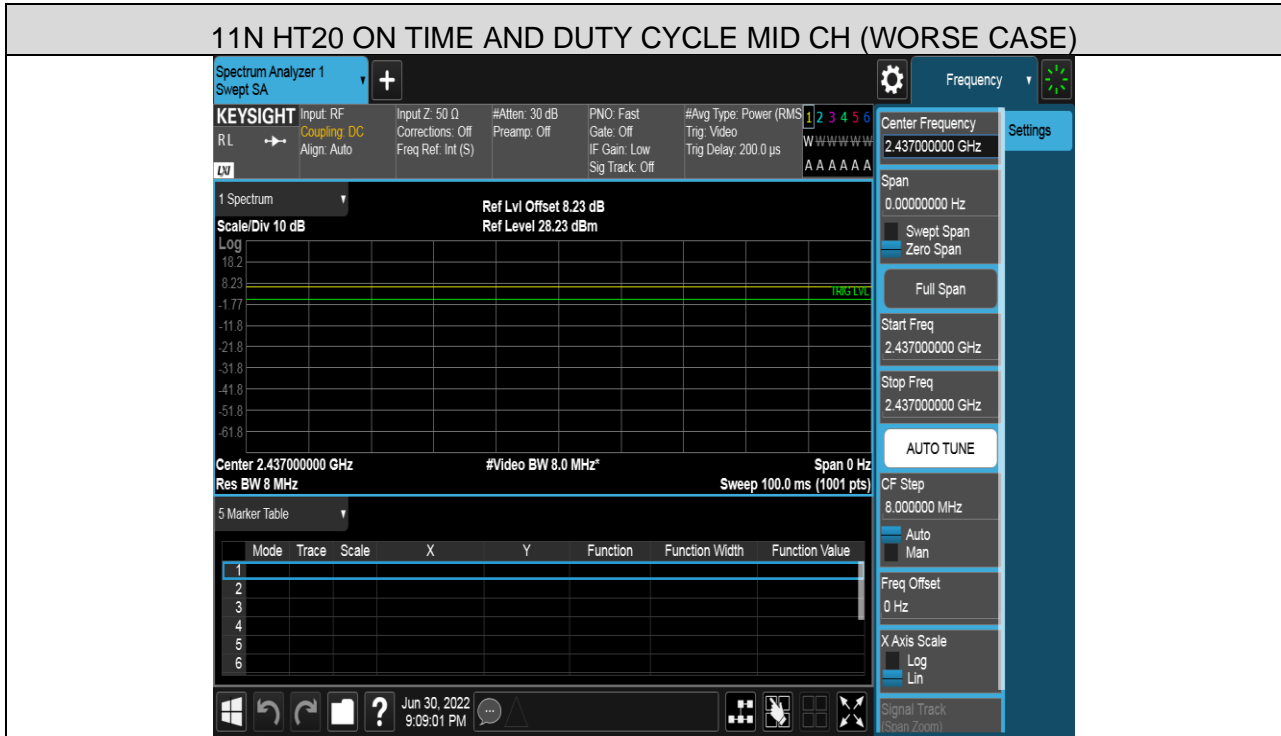 11N HT20 ON TIME AND DUTY CYCLE MID CH (WORSE CASE)
Spectrum Analyzer 1
Swept SA
Frequency
KEYSIGHT
RL
LXI
Input: RF
Coupling: DC
Align: Auto
Input Z: 50 Ω
Corrections: Off
Freq Ref: Int (S)
#Atten: 30 dB
Preamp: Off
PNO: Fast
Gate: Off
IF Gain: Low
Sig Track: Off
#Avg Type: Power (RMS
Trig: Video
Trig Delay: 200.0 µs
1 2 3 4 5 6
W W W W W W
A A A A A A
1 Spectrum
Scale/Div 10 dB
Ref Lvl Offset 8.23 dB
Ref Level 28.23 dBm
Log
18.2
8.23
-1.77
-11.8
-21.8
-31.8
-41.8
-51.8
-61.8
TRIG LVL
Center 2.437000000 GHz
#Video BW 8.0 MHz*
Span 0 Hz
Res BW 8 MHz
Sweep 100.0 ms (1001 pts)
5 Marker Table
Mode Trace Scale X Y Function Function Width Function Value
1
2
3
4
5
6
Jun 30, 2022
9:09:01 PM
Center Frequency
2.437000000 GHz
Settings
Span
0.00000000 Hz
Swept Span
Zero Span
Full Span
Start Freq
2.437000000 GHz
Stop Freq
2.437000000 GHz
AUTO TUNE
CF Step
8.000000 MHz
Auto
Man
Freq Offset
0 Hz
X Axis Scale
Log
Lin
Signal Track
(Span Zoom)